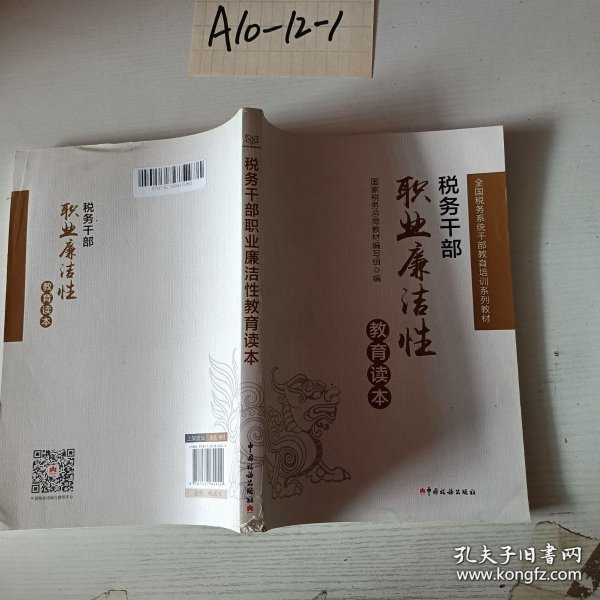 A10-12-1
全国税务系统干部教育培训系列教材
税务干部
职业廉洁性
教育读本
国家税务总局教材编写组 编
中国税务出版社
税务干部职业廉洁性教育读本
税务干部
职业廉洁性
教育读本
孔夫子旧书网
www.kongfz.com